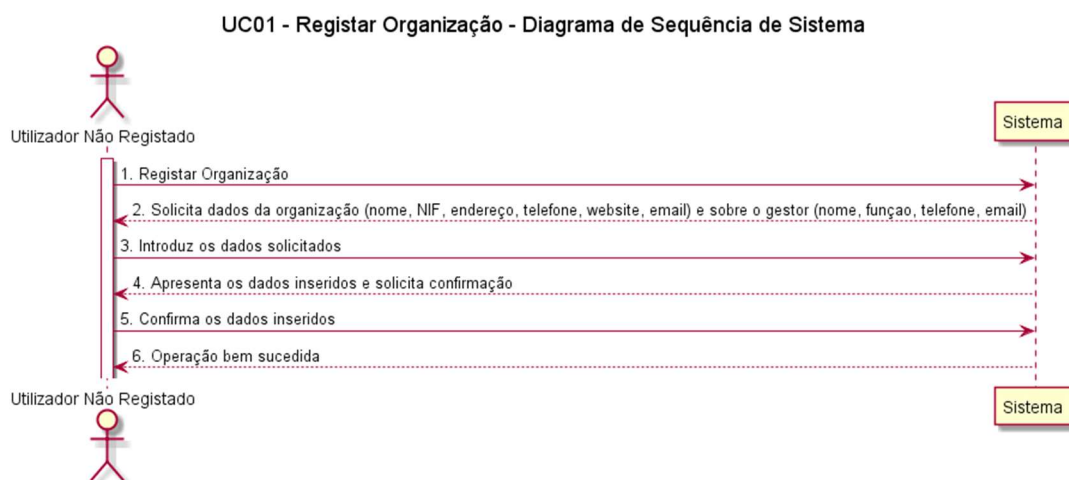 UC01 - Registar Organização - Diagrama de Sequência de Sistema
Utilizador Não Registado
Sistema
1. Registar Organização
2. Solicita dados da organização (nome, NIF, endereço, telefone, website, email) e sobre o gestor (nome, funçao, telefone, email)
3. Introduz os dados solicitados
4. Apresenta os dados inseridos e solicita confirmação
5. Confirma os dados inseridos
6. Operação bem sucedida
Utilizador Não Registado
Sistema